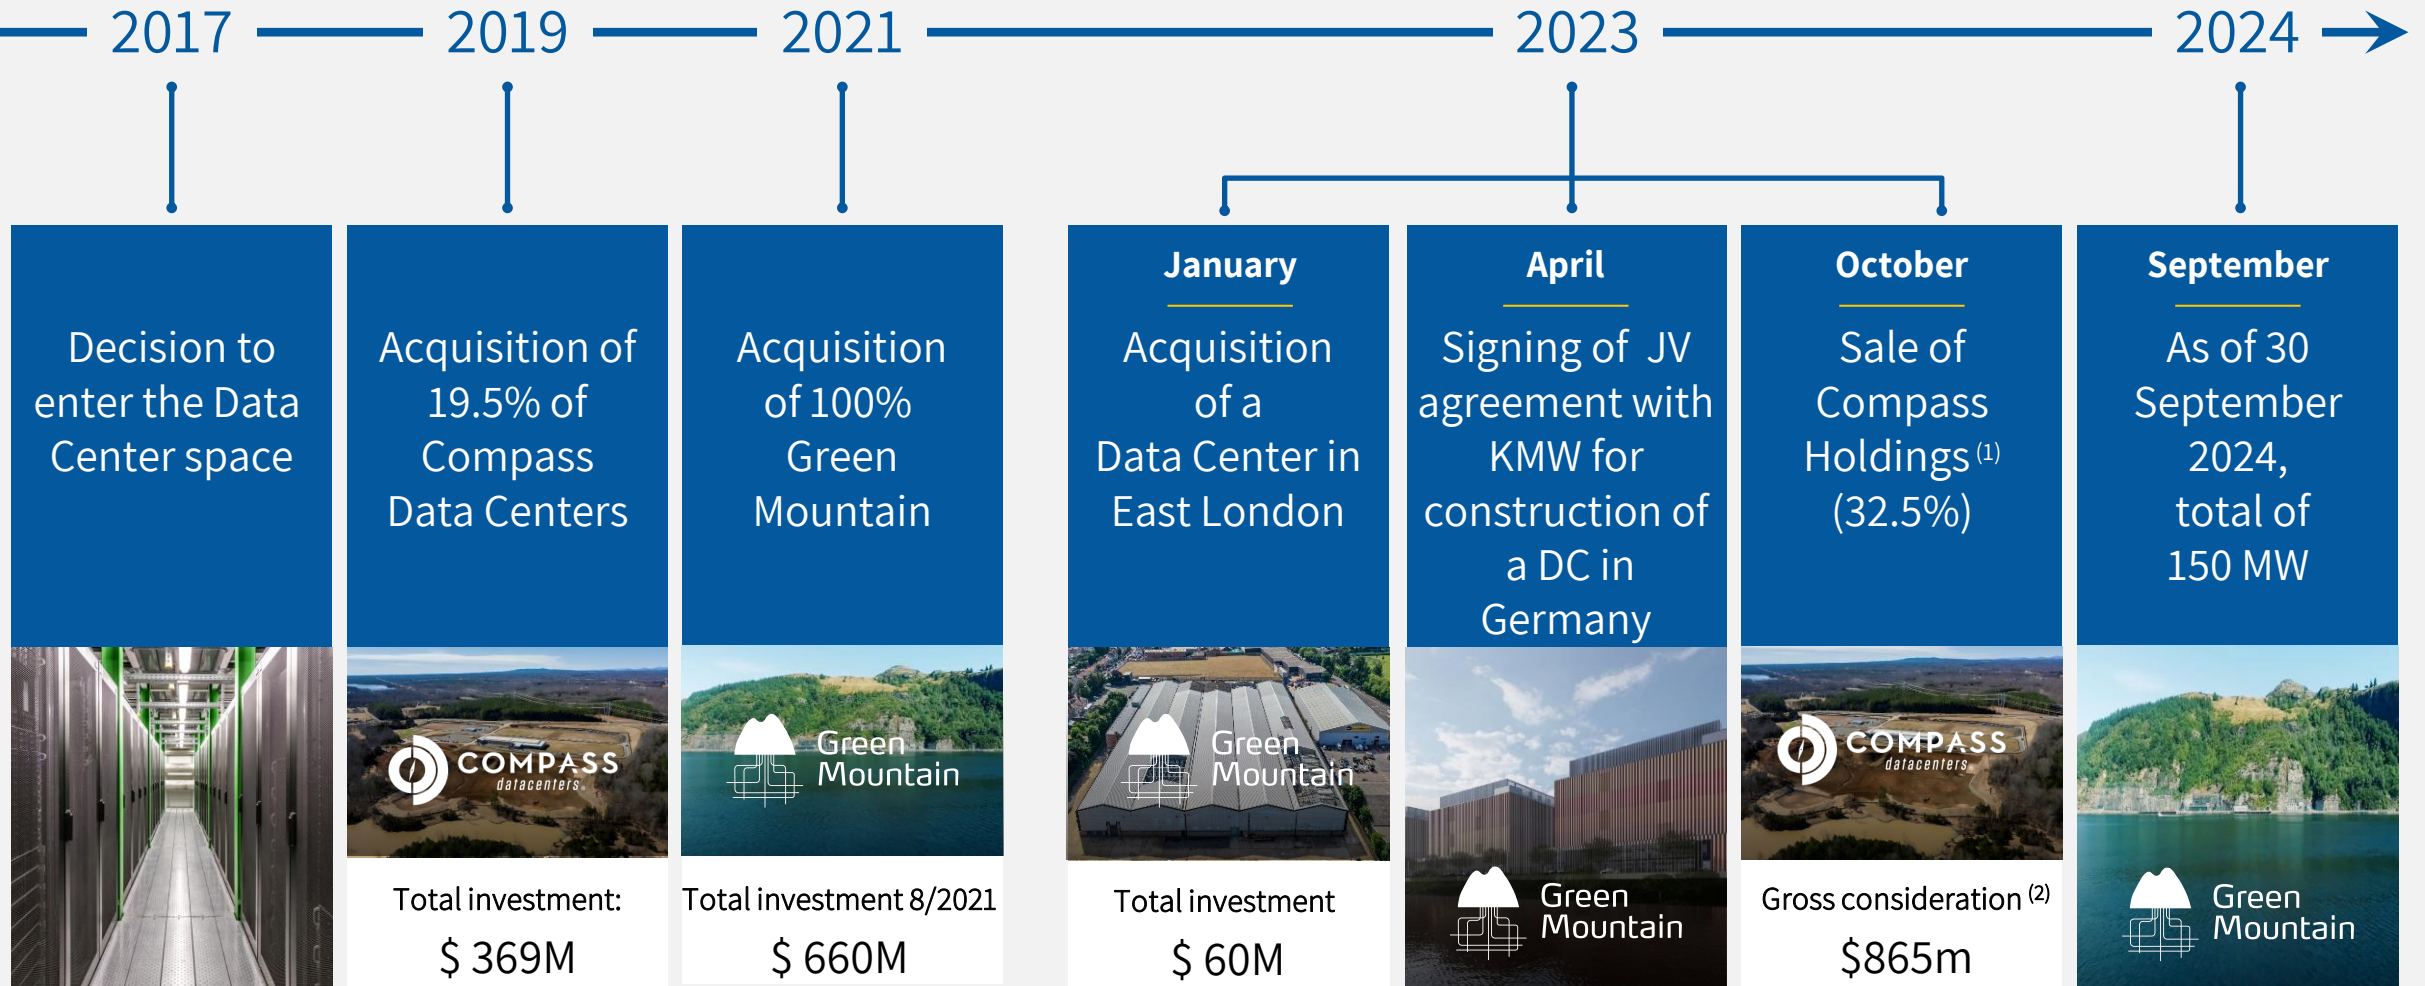 2017
2019
2021
2023
2024
Decision to
enter the Data
Center space
Acquisition of
19.5% of
Compass
Data Centers
COMPASS
datacenters
Total investment:
$ 369M
Acquisition
of 100%
Green
Mountain
Green
Mountain
Total investment 8/2021
$ 660M
January
Acquisition
of a
Data Center in
East London
Green
Mountain
Total investment
$ 60M
April
Signing of JV
agreement with
KMW for
construction of
a DC in
Germany
Green
Mountain
October
Sale of
Compass
Holdings (1)
(32.5%)
COMPASS
datacenters
Gross consideration (2)
$865m
September
As of 30
September
2024,
total of
150 MW
Green
Mountain